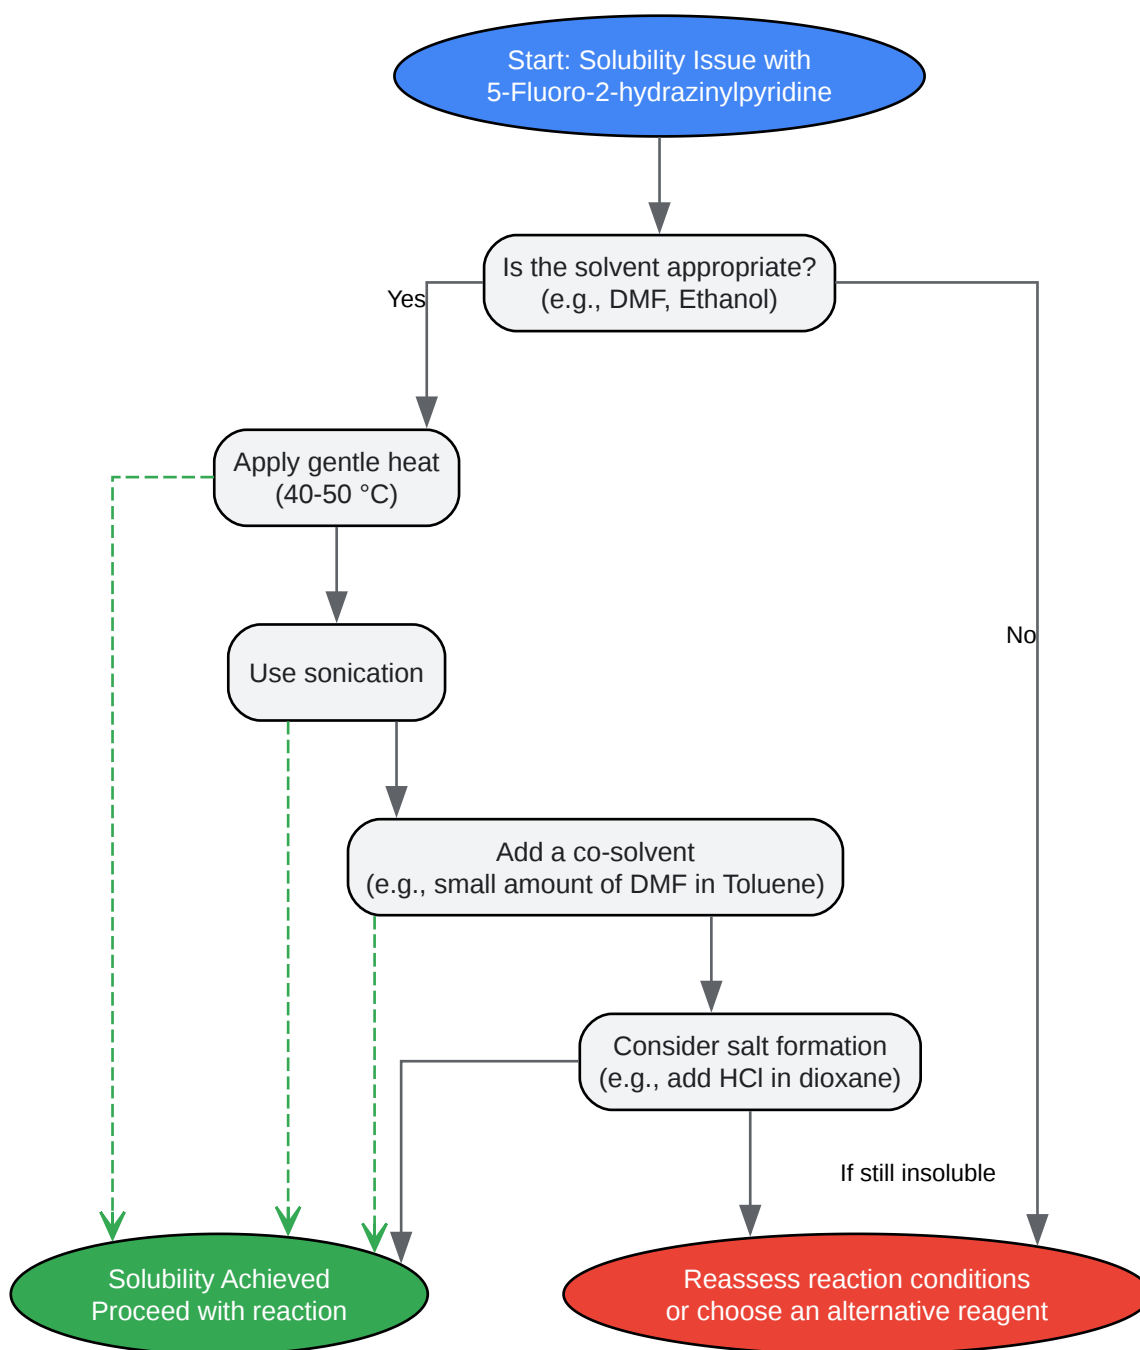 Start: Solubility Issue with
5-Fluoro-2-hydrazinylpyridine
Is the solvent appropriate?
(e.g., DMF, Ethanol)
Yes
Apply gentle heat
(40-50 °C)
No
Use sonication
Add a co-solvent
(e.g., small amount of DMF in Toluene)
Consider salt formation
(e.g., add HCl in dioxane)
If still insoluble
Solubility Achieved
Proceed with reaction
Reassess reaction conditions
or choose an alternative reagent